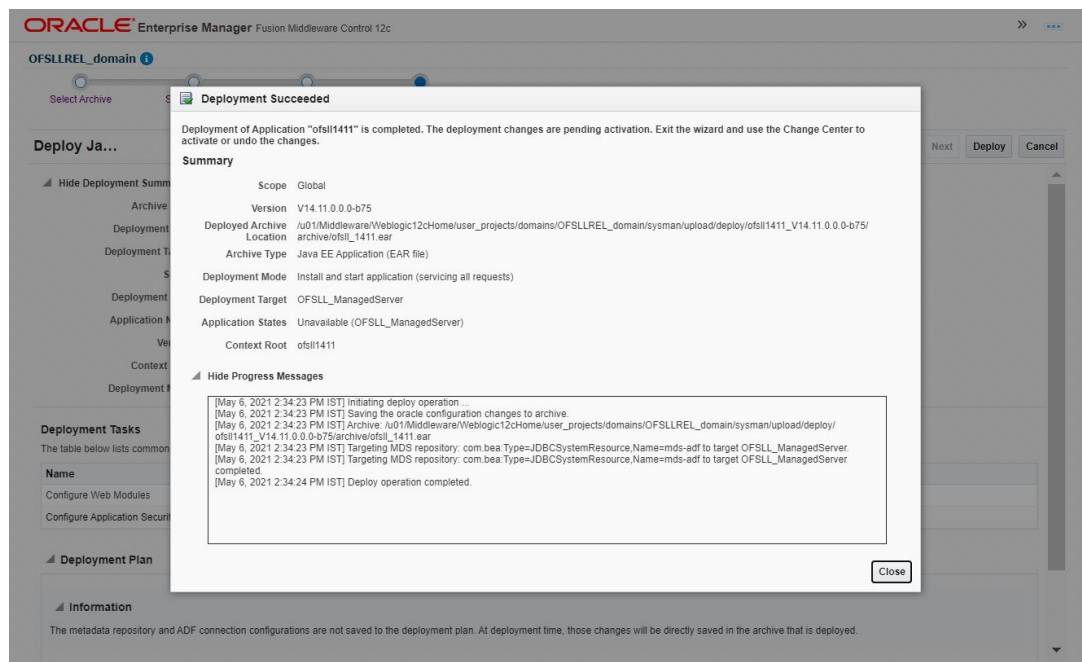 ORACLE Enterprise Manager Fusion Middleware Control 12c
OFSLLREL_domain
Select Archive
Deployment Succeeded
Deployment of Application "ofsll1411" is completed. The deployment changes are pending activation. Exit the wizard and use the Change Center to
activate or undo the changes.
Deploy Ja...
Next Deploy Cancel
Summary
Hide Deployment Summ
Scope Global
Archive
Version V14.11.0.0.0-b75
Deployment
Deployed Archive Location /u01/Middleware/Weblogic12cHome/user_projects/domains/OFSLLREL_domain/sysman/upload/deploy/ofsll1411_V14.11.0.0.0-b75/
archive/ofsll_1411.ear
Deployment Ta
Archive Type Java EE Application (EAR file)
S
Deployment Mode Install and start application (servicing all requests)
Deployment
Deployment Target OFSLL_ManagedServer
Application N
Application States Unavailable (OFSLL_ManagedServer)
Ver
Context Root ofsll1411
Context
Hide Progress Messages
Deployment M
[May 6, 2021 2:34:23 PM IST] Initiating deploy operation ...
[May 6, 2021 2:34:23 PM IST] Saving the oracle configuration changes to archive.
[May 6, 2021 2:34:23 PM IST] Archive: /u01/Middleware/Weblogic12cHome/user_projects/domains/OFSLLREL_domain/sysman/upload/deploy/
ofsll1411_V14.11.0.0.0-b75/archive/ofsll_1411.ear
[May 6, 2021 2:34:23 PM IST] Targeting MDS repository: com.bea:Type=JDBCSystemResource,Name=mds-adf to target OFSLL_ManagedServer.
[May 6, 2021 2:34:23 PM IST] Targeting MDS repository: com.bea:Type=JDBCSystemResource,Name=mds-adf to target OFSLL_ManagedServer
completed.
[May 6, 2021 2:34:24 PM IST] Deploy operation completed.
Close
Deployment Tasks
The table below lists common
Name
Configure Web Modules
Configure Application Securit
Deployment Plan
Information
The metadata repository and ADF connection configurations are not saved to the deployment plan. At deployment time, those changes will be directly saved in the archive that is deployed.